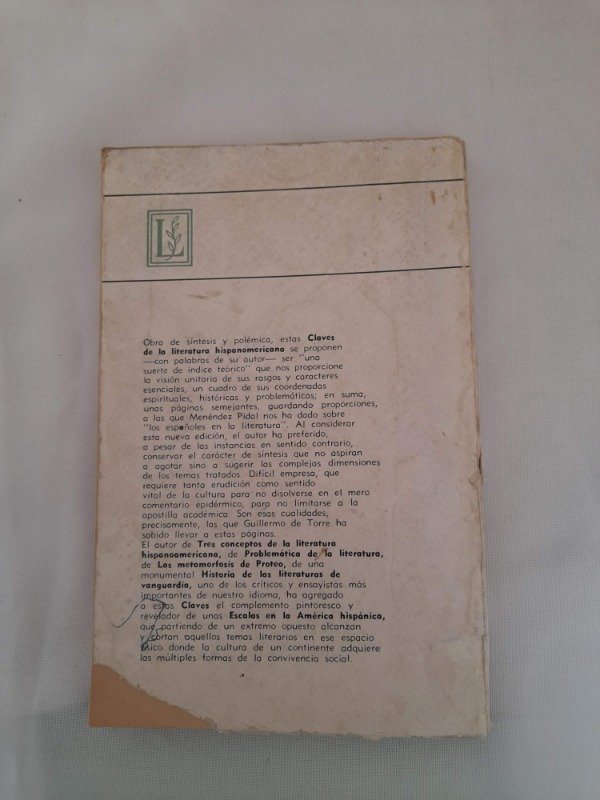 L
Obra de síntesis y polémica, estas Claves
de la literatura hispanomericana se proponen
—con palabras de su autor— ser "una
suerte de índice teórico" que nos proporcione
la visión unitaria de sus rasgos y caracteres
esenciales, un cuadro de sus coordenadas
espirituales, históricas y problemáticas; en suma,
unas páginas semejantes, guardando proporciones,
a las que Menéndez Pidal nos ha dado sobre
"los españoles en la literatura". Al considerar
esta nueva edición, el autor ha preferido,
a pesar de las instancias en sentido contrario,
conservar el carácter de síntesis que no aspiran
a agotar sino a sugerir las complejas dimensiones
de los temas tratados. Difícil empresa, que
requiere tanta erudición como sentido
vital de la cultura para no disolverse en el mero
comentario epidérmico, para no limitarse a la
apostilla académica. Son esas cualidades,
precisamente, las que Guillermo de Torre ha
sabido llevar a estas páginas.
El autor de Tres conceptos de la literatura
hispanoamericana, de Problemática de la literatura,
de Las metamorfosis de Proteo, de una
monumental Historia de las literaturas de
vanguardia, uno de los críticos y ensayistas más
importantes de nuestro idioma, ha agregado
a estas Claves el complemento pintoresco y
revelador de unas Escalas en la América hispánica,
que partiendo de un extremo opuesto alcanzan
y cortan aquellos temas literarios en ese espacio
físico donde la cultura de un continente adquiere
las múltiples formas de la convivencia social.